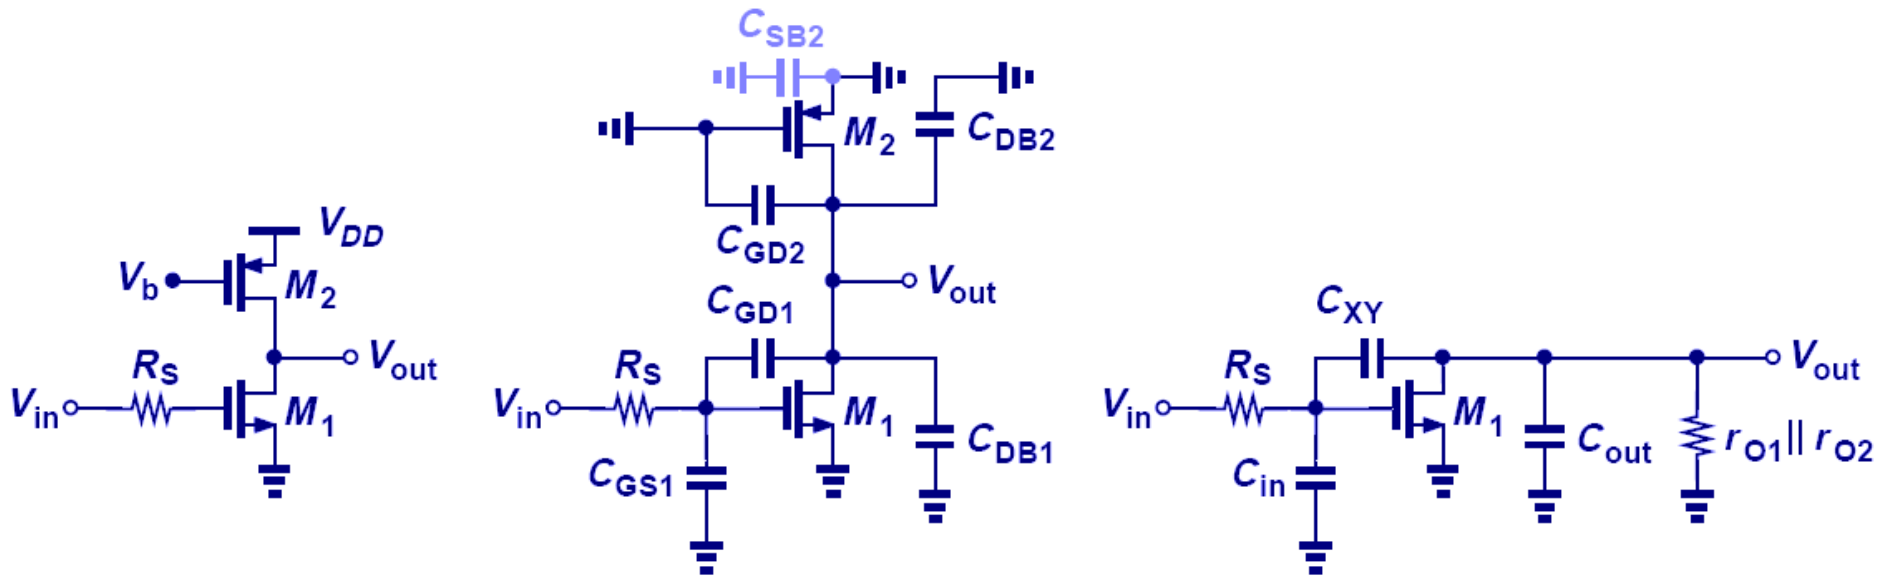 V_DD
V_b
M_2
R_S
V_out
V_in
M_1
C_SB2
M_2
C_DB2
C_GD2
V_out
C_GD1
R_S
V_in
M_1
C_GS1
C_DB1
C_XY
R_S
V_out
V_in
M_1
C_in
C_out
r_O1||r_O2